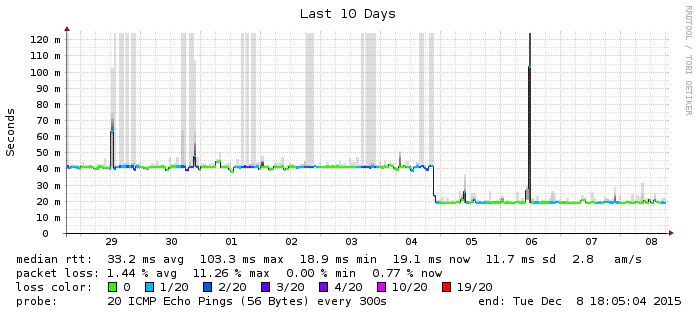 Last 10 Days
RRDTOOL / TOBI OETIKER
Seconds
120 m
110 m
100 m
90 m
80 m
70 m
60 m
50 m
40 m
30 m
20 m
10 m
0
29 30 01 02 03 04 05 06 07 08
median rtt: 33.2 ms avg 103.3 ms max 18.9 ms min 19.1 ms now 11.7 ms sd 2.8 am/s
packet loss: 1.44 % avg 11.26 % max 0.00 % min 0.77 % now
loss color: 0 1/20 2/20 3/20 4/20 10/20 19/20
probe: 20 ICMP Echo Pings (56 Bytes) every 300s end: Tue Dec 8 18:05:04 2015